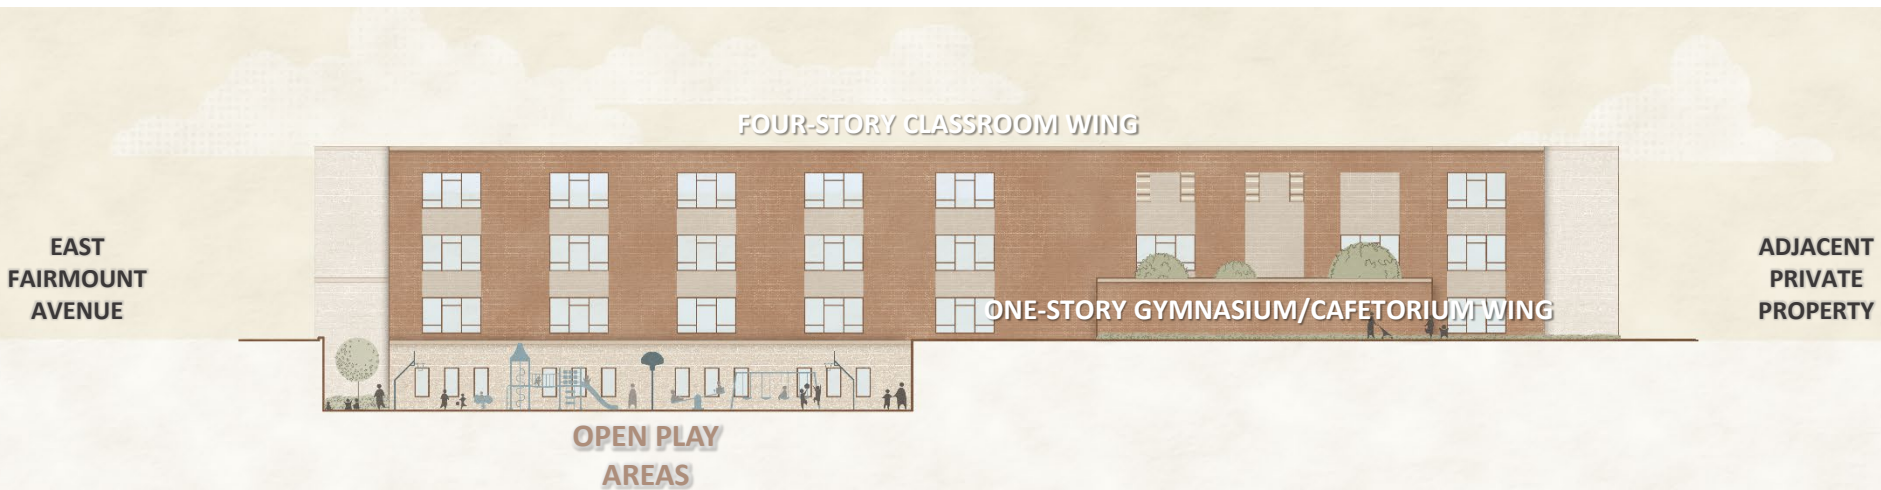 FOUR-STORY CLASSROOM WING
EAST
FAIRMOUNT
AVENUE
ADJACENT
PRIVATE
PROPERTY
ONE-STORY GYMNASIUM/CAFETORIUM WING
OPEN PLAY
AREAS